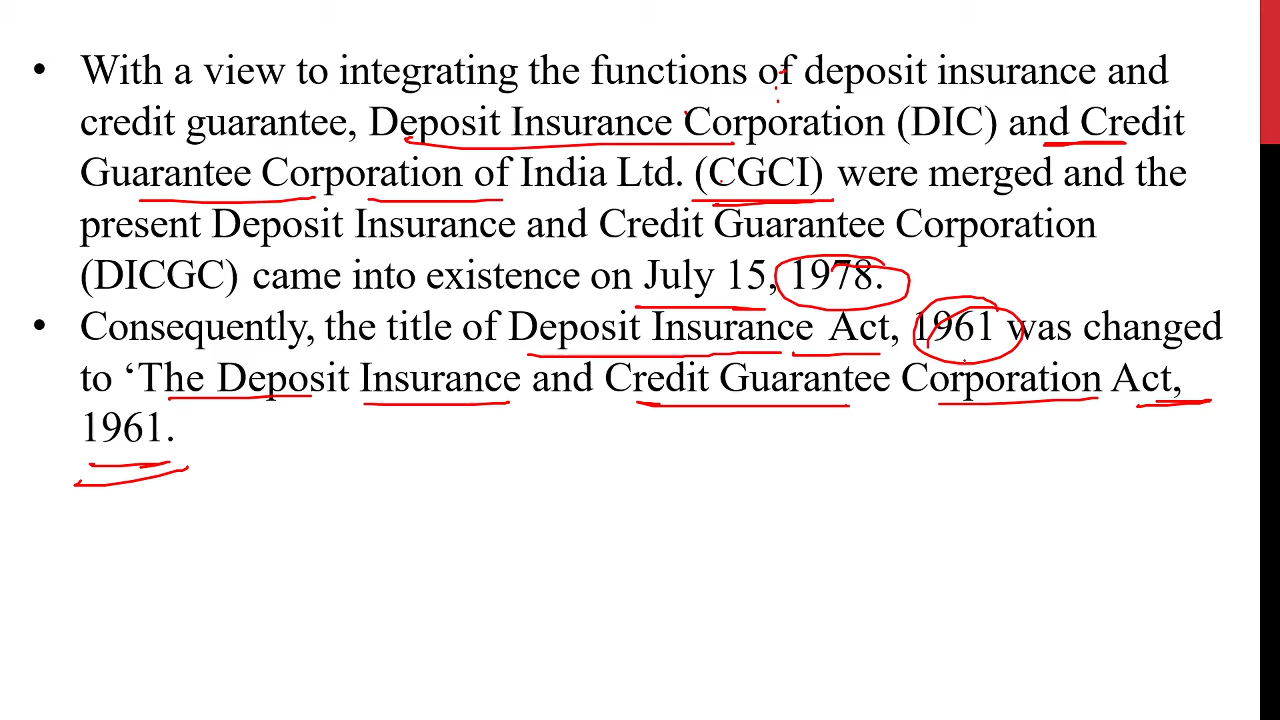 • With a view to integrating the functions of deposit insurance and
credit guarantee, Deposit Insurance Corporation (DIC) and Credit
Guarantee Corporation of India Ltd. (CGCI) were merged and the
present Deposit Insurance and Credit Guarantee Corporation
(DICGC) came into existence on July 15, 1978.
• Consequently, the title of Deposit Insurance Act, 1961 was changed
to ‘The Deposit Insurance and Credit Guarantee Corporation Act,
1961.